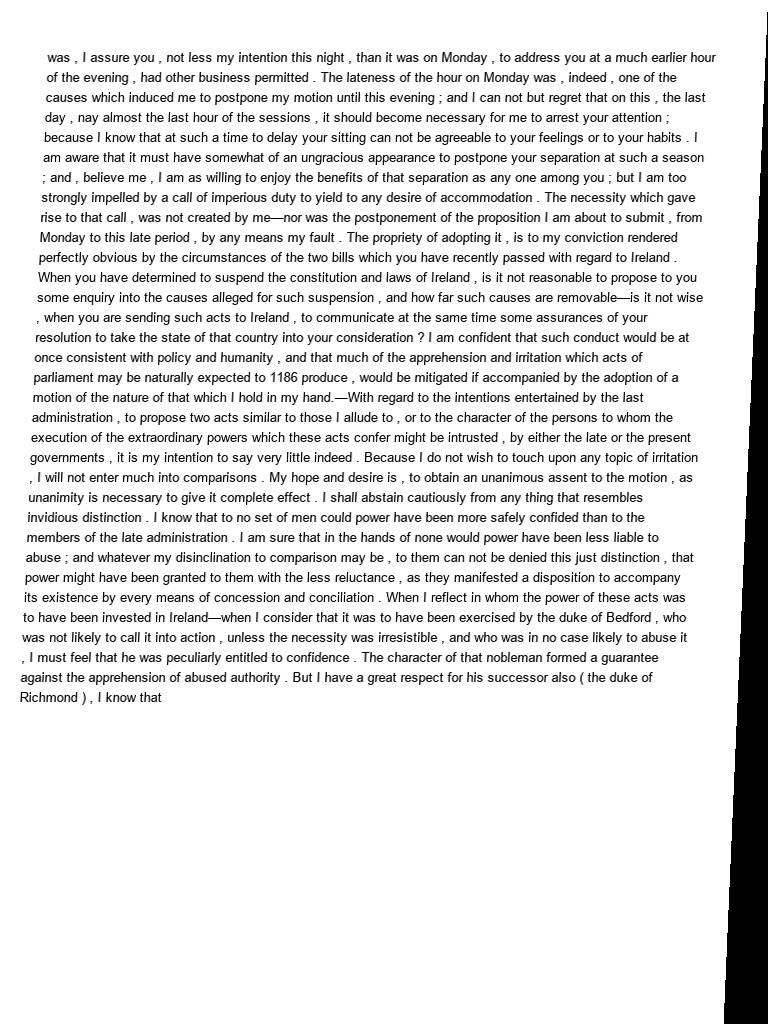 was , I assure you , not less my intention this night , than it was on Monday , to address you at a much earlier hour
of the evening , had other business permitted . The lateness of the hour on Monday was , indeed , one of the
causes which induced me to postpone my motion until this evening ; and I can not but regret that on this , the last
day , nay almost the last hour of the sessions , it should become necessary for me to arrest your attention ;
because I know that at such a time to delay your sitting can not be agreeable to your feelings or to your habits . I
am aware that it must have somewhat of an ungracious appearance to postpone your separation at such a season
; and , believe me , I am as willing to enjoy the benefits of that separation as any one among you ; but I am too
strongly impelled by a call of imperious duty to yield to any desire of accommodation . The necessity which gave
rise to that call , was not created by me—nor was the postponement of the proposition I am about to submit , from
Monday to this late period , by any means my fault . The propriety of adopting it , is to my conviction rendered
perfectly obvious by the circumstances of the two bills which you have recently passed with regard to Ireland .
When you have determined to suspend the constitution and laws of Ireland , is it not reasonable to propose to you
some enquiry into the causes alleged for such suspension , and how far such causes are removable—is it not wise
, when you are sending such acts to Ireland , to communicate at the same time some assurances of your
resolution to take the state of that country into your consideration ? I am confident that such conduct would be at
once consistent with policy and humanity , and that much of the apprehension and irritation which acts of
parliament may be naturally expected to 1186 produce , would be mitigated if accompanied by the adoption of a
motion of the nature of that which I hold in my hand.—With regard to the intentions entertained by the last
administration , to propose two acts similar to those I allude to , or to the character of the persons to whom the
execution of the extraordinary powers which these acts confer might be intrusted , by either the late or the present
governments , it is my intention to say very little indeed . Because I do not wish to touch upon any topic of irritation
, I will not enter much into comparisons . My hope and desire is , to obtain an unanimous assent to the motion , as
unanimity is necessary to give it complete effect . I shall abstain cautiously from any thing that resembles
invidious distinction . I know that to no set of men could power have been more safely confided than to the
members of the late administration . I am sure that in the hands of none would power have been less liable to
abuse ; and whatever my disinclination to comparison may be , to them can not be denied this just distinction , that
power might have been granted to them with the less reluctance , as they manifested a disposition to accompany
its existence by every means of concession and conciliation . When I reflect in whom the power of these acts was
to have been invested in Ireland—when I consider that it was to have been exercised by the duke of Bedford , who
was not likely to call it into action , unless the necessity was irresistible , and who was in no case likely to abuse it
, I must feel that he was peculiarly entitled to confidence . The character of that nobleman formed a guarantee
against the apprehension of abused authority . But I have a great respect for his successor also ( the duke of
Richmond ) , I know that